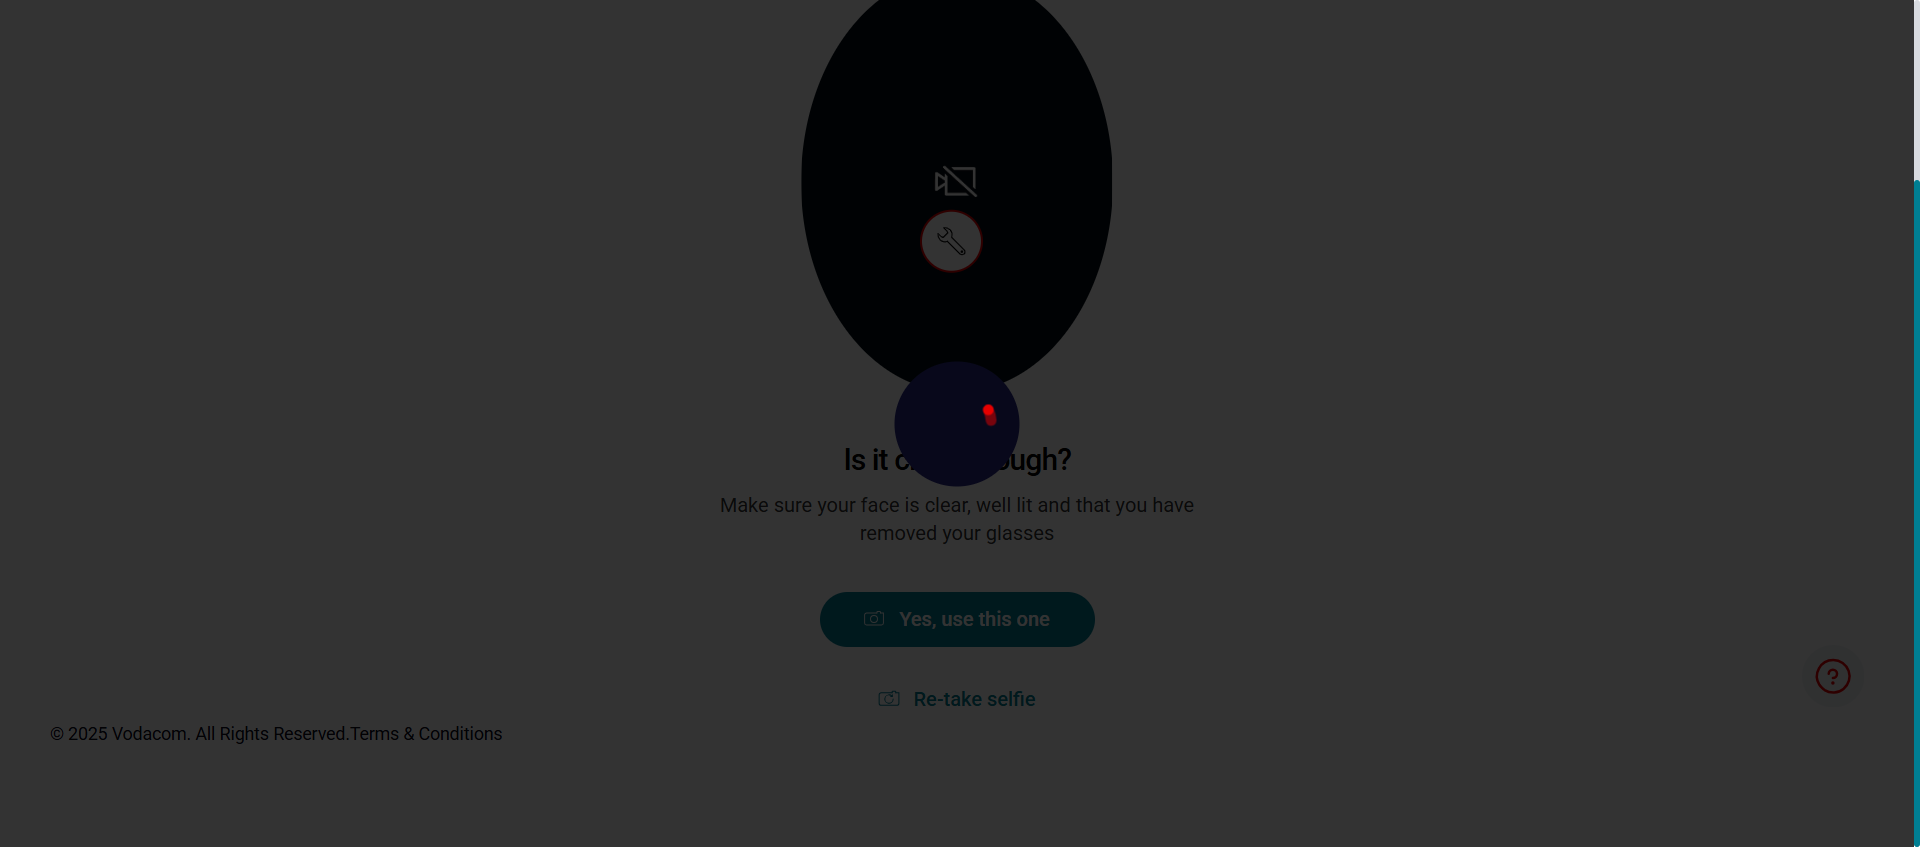 Is it c ugh?
Make sure your face is clear, well lit and that you have
removed your glasses
Yes, use this one
Re-take selfie
?
© 2025 Vodacom. All Rights Reserved.Terms & Conditions